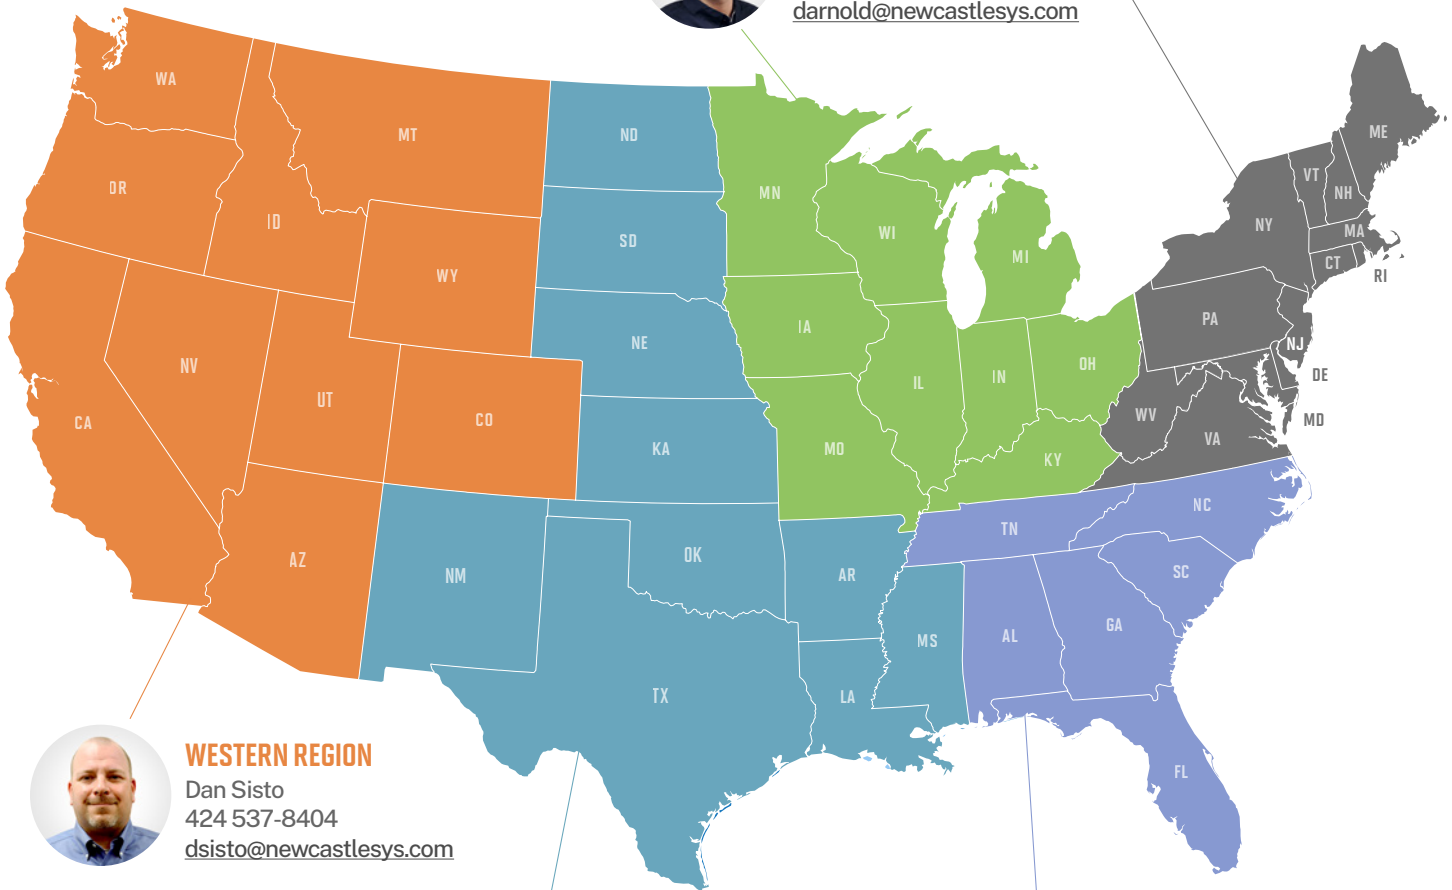 darnold@newcastlesys.com
WA
MT
ND
ME
OR
ID
MN
VT
NH
NY
MA
WI
SD
MI
CT
RI
WY
PA
IA
NE
NJ
NV
OH
IN
DE
IL
UT
CO
CA
WV
MD
VA
KA
MO
KY
NC
TN
AZ
OK
SC
NM
AR
GA
AL
MS
TX
LA
FL
WESTERN REGION
Dan Sisto
424 537-8404
dsisto@newcastlesys.com